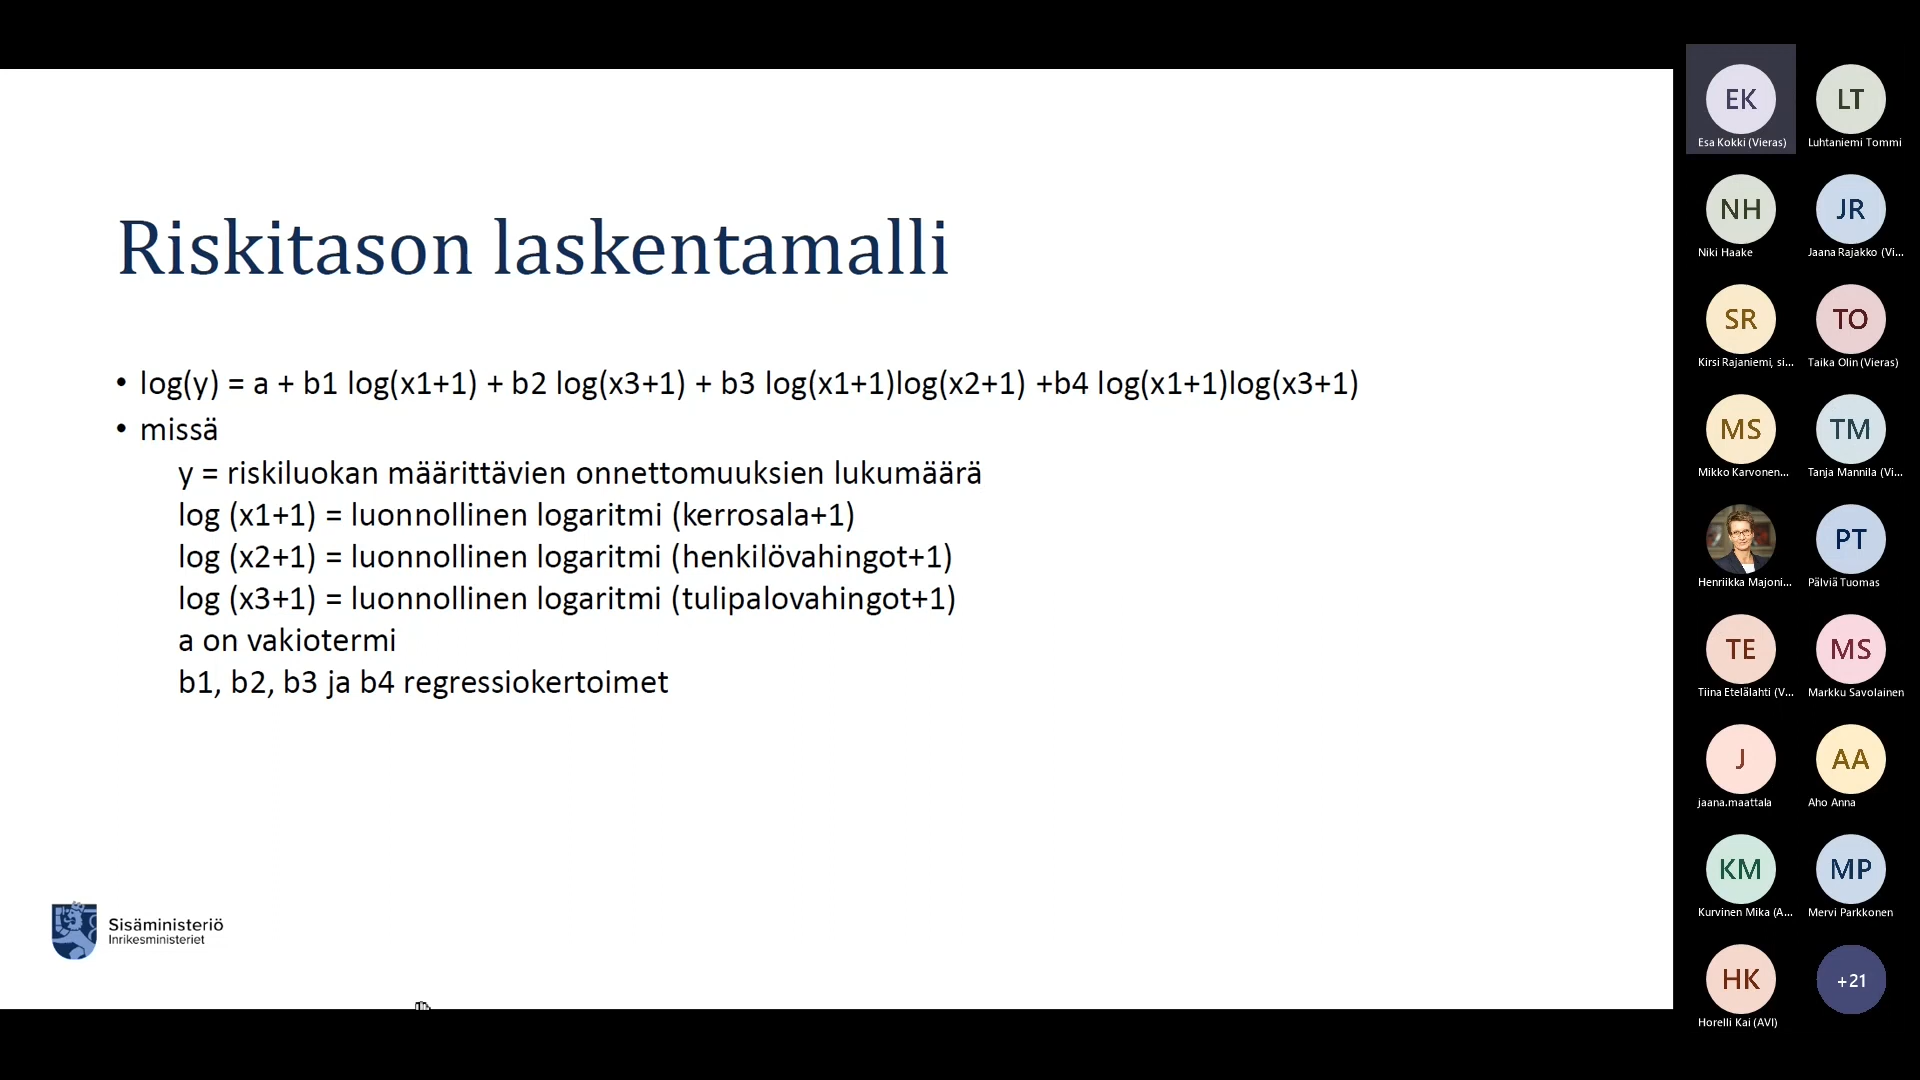 Riskitason laskentamalli
• log(y) = a + b1 log(x1+1) + b2 log(x3+1) + b3 log(x1+1)log(x2+1) +b4 log(x1+1)log(x3+1)
• missä
y = riskiluokan määrittävien onnettomuuksien lukumäärä
log (x1+1) = luonnollinen logaritmi (kerrosala+1)
log (x2+1) = luonnollinen logaritmi (henkilövahingot+1)
log (x3+1) = luonnollinen logaritmi (tulipalovahingot+1)
a on vakiotermi
b1, b2, b3 ja b4 regressiokertoimet
Sisäministeriö
Inrikesministeriet
EK
LT
Esa Kokki (Vieras)
Luhtaniemi Tommi
NH
JR
Niki Haake
Jaana Rajakko (Vi...
SR
TO
Kirsi Rajaniemi, si...
Taika Olin (Vieras)
MS
TM
Mikko Karvonen...
Tanja Mannila (Vi...
PT
Henriikka Majoni...
Pälviä Tuomas
TE
MS
Tiina Etelälahti (V...
Markku Savolainen
J
AA
jaana.maattala
Aho Anna
KM
MP
Kurvinen Mika (A...
Mervi Parkkonen
HK
+21
Horelli Kai (AVI)